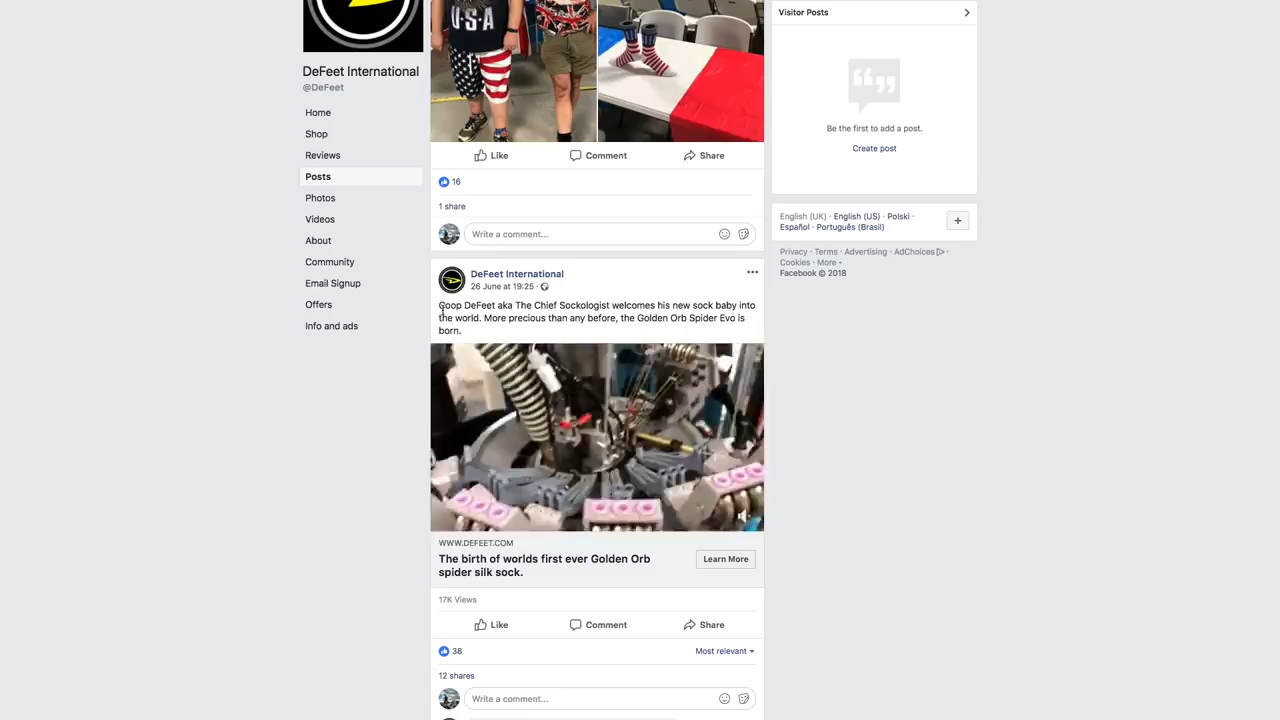 U·S·A
DeFeet International
@DeFeet
Home
Shop
Reviews
Posts
Photos
Videos
About
Community
Email Signup
Offers
Info and ads
Like
Comment
Share
16
1 share
Write a comment...
DeFeet International
26 June at 19:25 ·
Goop DeFeet aka The Chief Sockologist welcomes his new sock baby into
the world. More precious than any before, the Golden Orb Spider Evo is
born.
WWW.DEFEET.COM
The birth of worlds first ever Golden Orb
spider silk sock.
Learn More
17K Views
Like
Comment
Share
38
Most relevant
12 shares
Write a comment...
Visitor Posts
Be the first to add a post.
Create post
English (UK) · English (US) · Polski ·
Español · Português (Brasil)
Privacy · Terms · Advertising · AdChoices ·
Cookies · More
Facebook © 2018